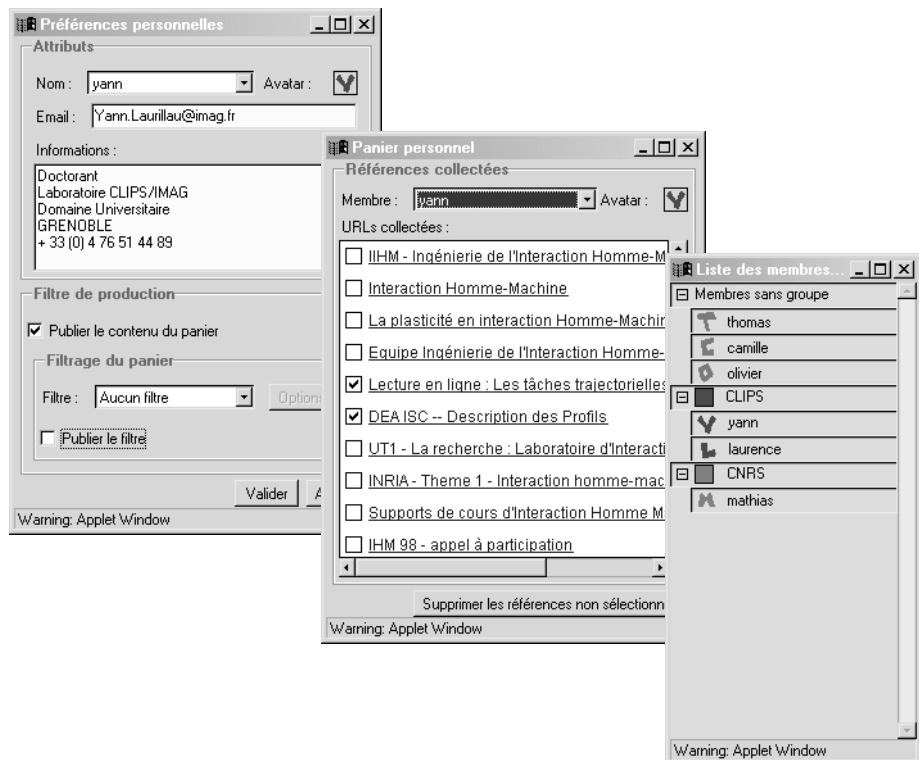 Préférences personnelles
Attributs
Nom : yann Avatar :
Email : Yann.Laurillau@imag.fr
Informations :
Doctorant
Laboratoire CLIPS/IMAG
Domaine Universitaire
GRENOBLE
+ 33 (0) 4 76 51 44 89
Filtre de production
Publier le contenu du panier
Filtrage du panier
Filtre : Aucun filtre Option
Publier le filtre
Valider A
Warning: Applet Window
Panier personnel
Références collectées
Membre : yann Avatar :
URLs collectées :
IIHM - Ingénierie de l'Interaction Homme-M
Interaction Homme-Machine
La plasticité en interaction Homme-Machin
Equipe Ingénierie de l'Interaction Homme-
Lecture en ligne : Les tâches trajectorielles
DEA ISC -- Description des Profils
UT1 - La recherche : Laboratoire d'Interacti
INRIA - Theme 1 - Interaction homme-mac
Supports de cours d'Interaction Homme M
IHM 98 - appel à participation
Supprimer les références non sélectionn
Warning: Applet Window
Liste des membres...
Membres sans groupe
thomas
camille
olivier
CLIPS
yann
laurence
CNRS
mathias
Warning: Applet Window